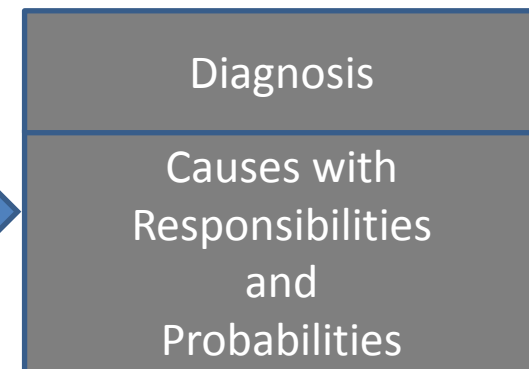 Diagnosis
Causes with
Responsibilities
and
Probabilities